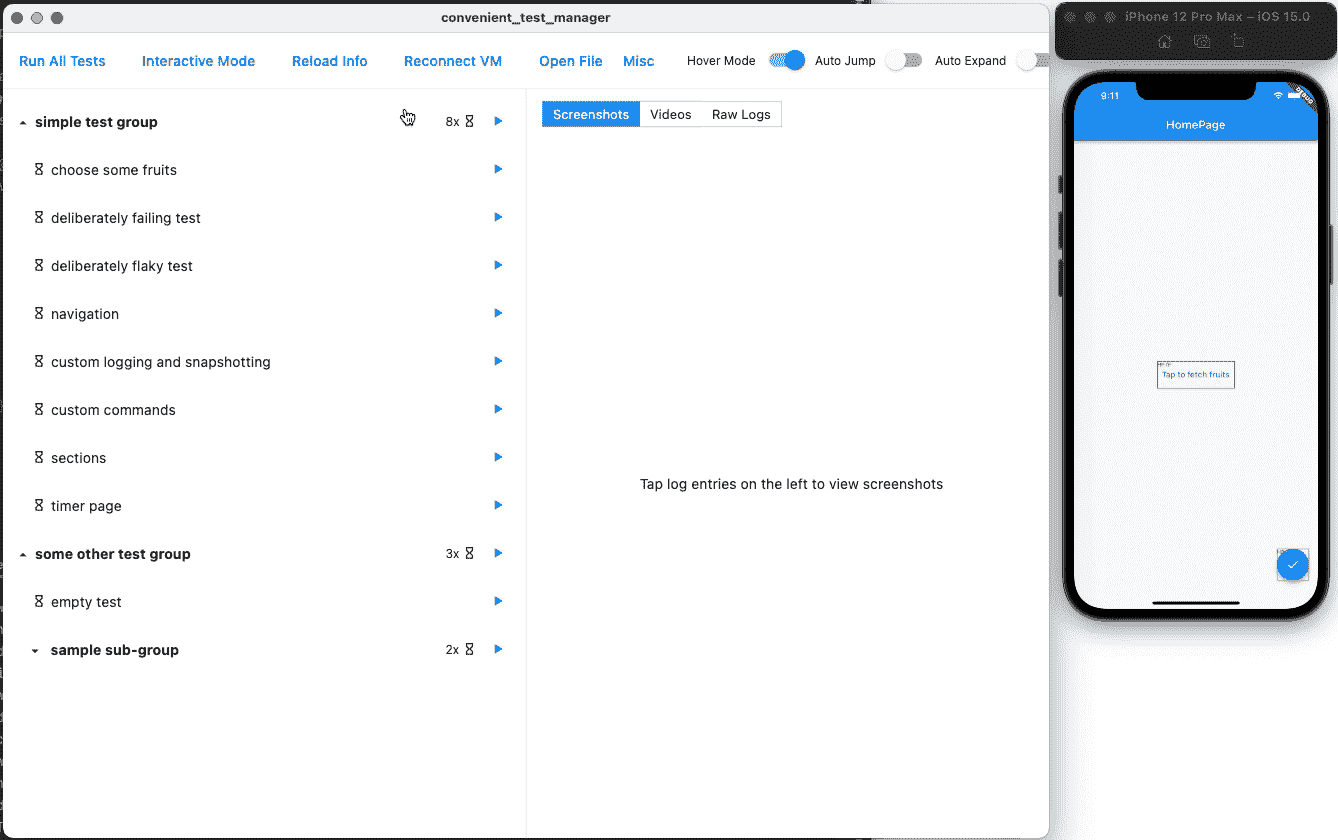 convenient_test_manager
Run All Tests Interactive Mode Reload Info Reconnect VM Open File Misc Hover Mode Auto Jump Auto Expand
simple test group 8x
choose some fruits
deliberately failing test
deliberately flaky test
navigation
custom logging and snapshotting
custom commands
sections
timer page
some other test group 3x
empty test
sample sub-group 2x
Screenshots Videos Raw Logs
Tap log entries on the left to view screenshots
iPhone 12 Pro Max – iOS 15.0
9:11
DEBUG
HomePage
Tap to fetch fruits